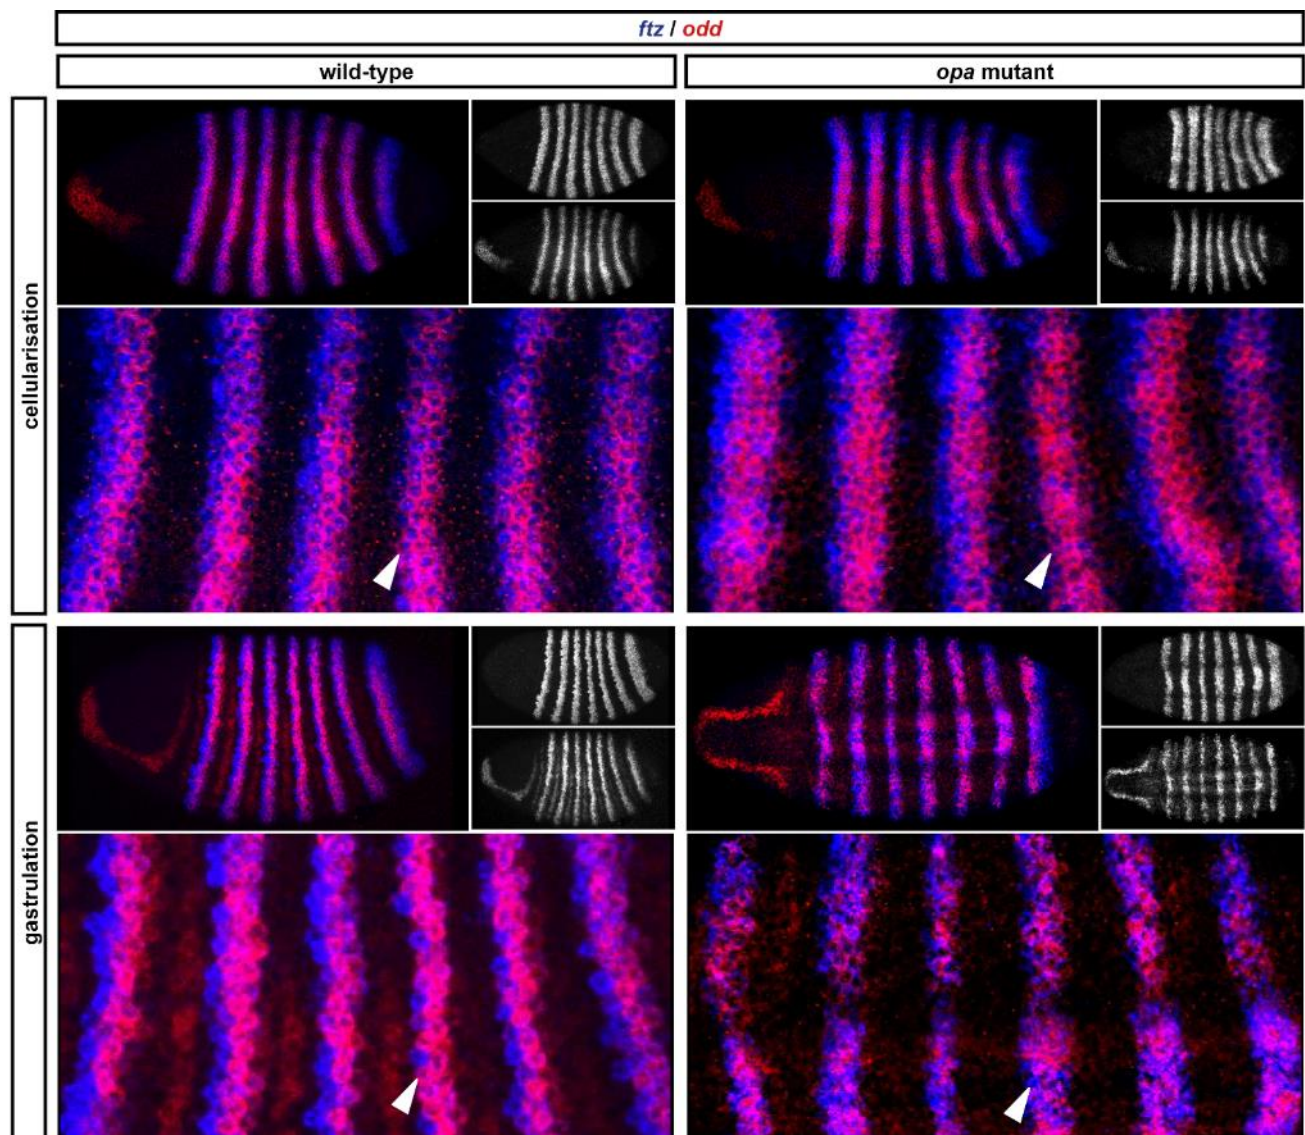 ftz / odd
wild-type
opa mutant
cellularisation
gastrulation